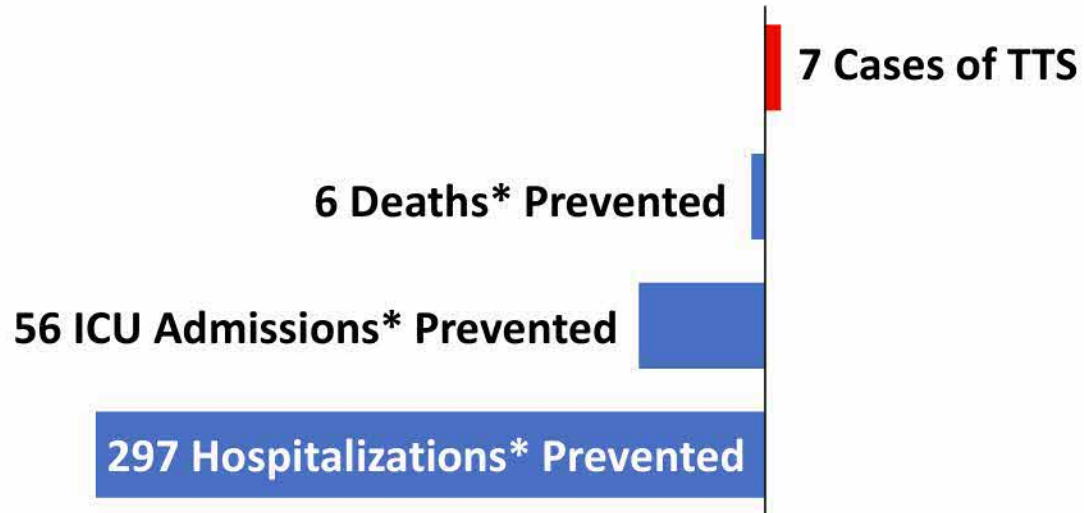 7 Cases of TTS
6 Deaths* Prevented
56 ICU Admissions* Prevented
297 Hospitalizations* Prevented